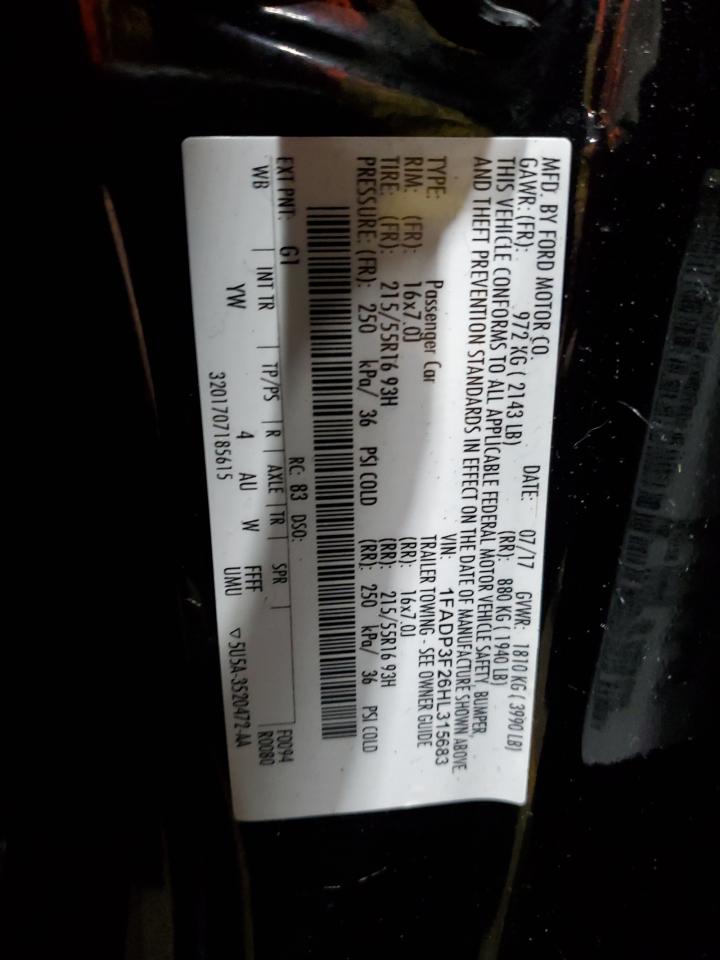 MFD. BY FORD MOTOR CO.
DATE: 07/17 GVWR: 1810 KG ( 3990 LB)
GAWR: (FR): 972 KG ( 2143 LB) (RR): 880 KG ( 1940 LB)
THIS VEHICLE CONFORMS TO ALL APPLICABLE FEDERAL MOTOR VEHICLE SAFETY, BUMPER,
AND THEFT PREVENTION STANDARDS IN EFFECT ON THE DATE OF MANUFACTURE SHOWN ABOVE
VIN: 1FADP3F26HL315683
TYPE: Passenger Car TRAILER TOWING - SEE OWNER GUIDE
RIM: (FR): 16x7.0J (RR): 16x7.0J
TIRE: (FR): 215/55R16 93H (RR): 215/55R16 93H
PRESSURE: (FR): 250 kPa/ 36 PSI COLD (RR): 250 kPa/ 36 PSI COLD
EXT PNT: G1 RC: 83 DSO: F0094
WB INT TR TP/PS R AXLE TR SPR R0080
YW 4 AU W FFF
UMU
3201707185615 ▽5U5A-3520472-AA